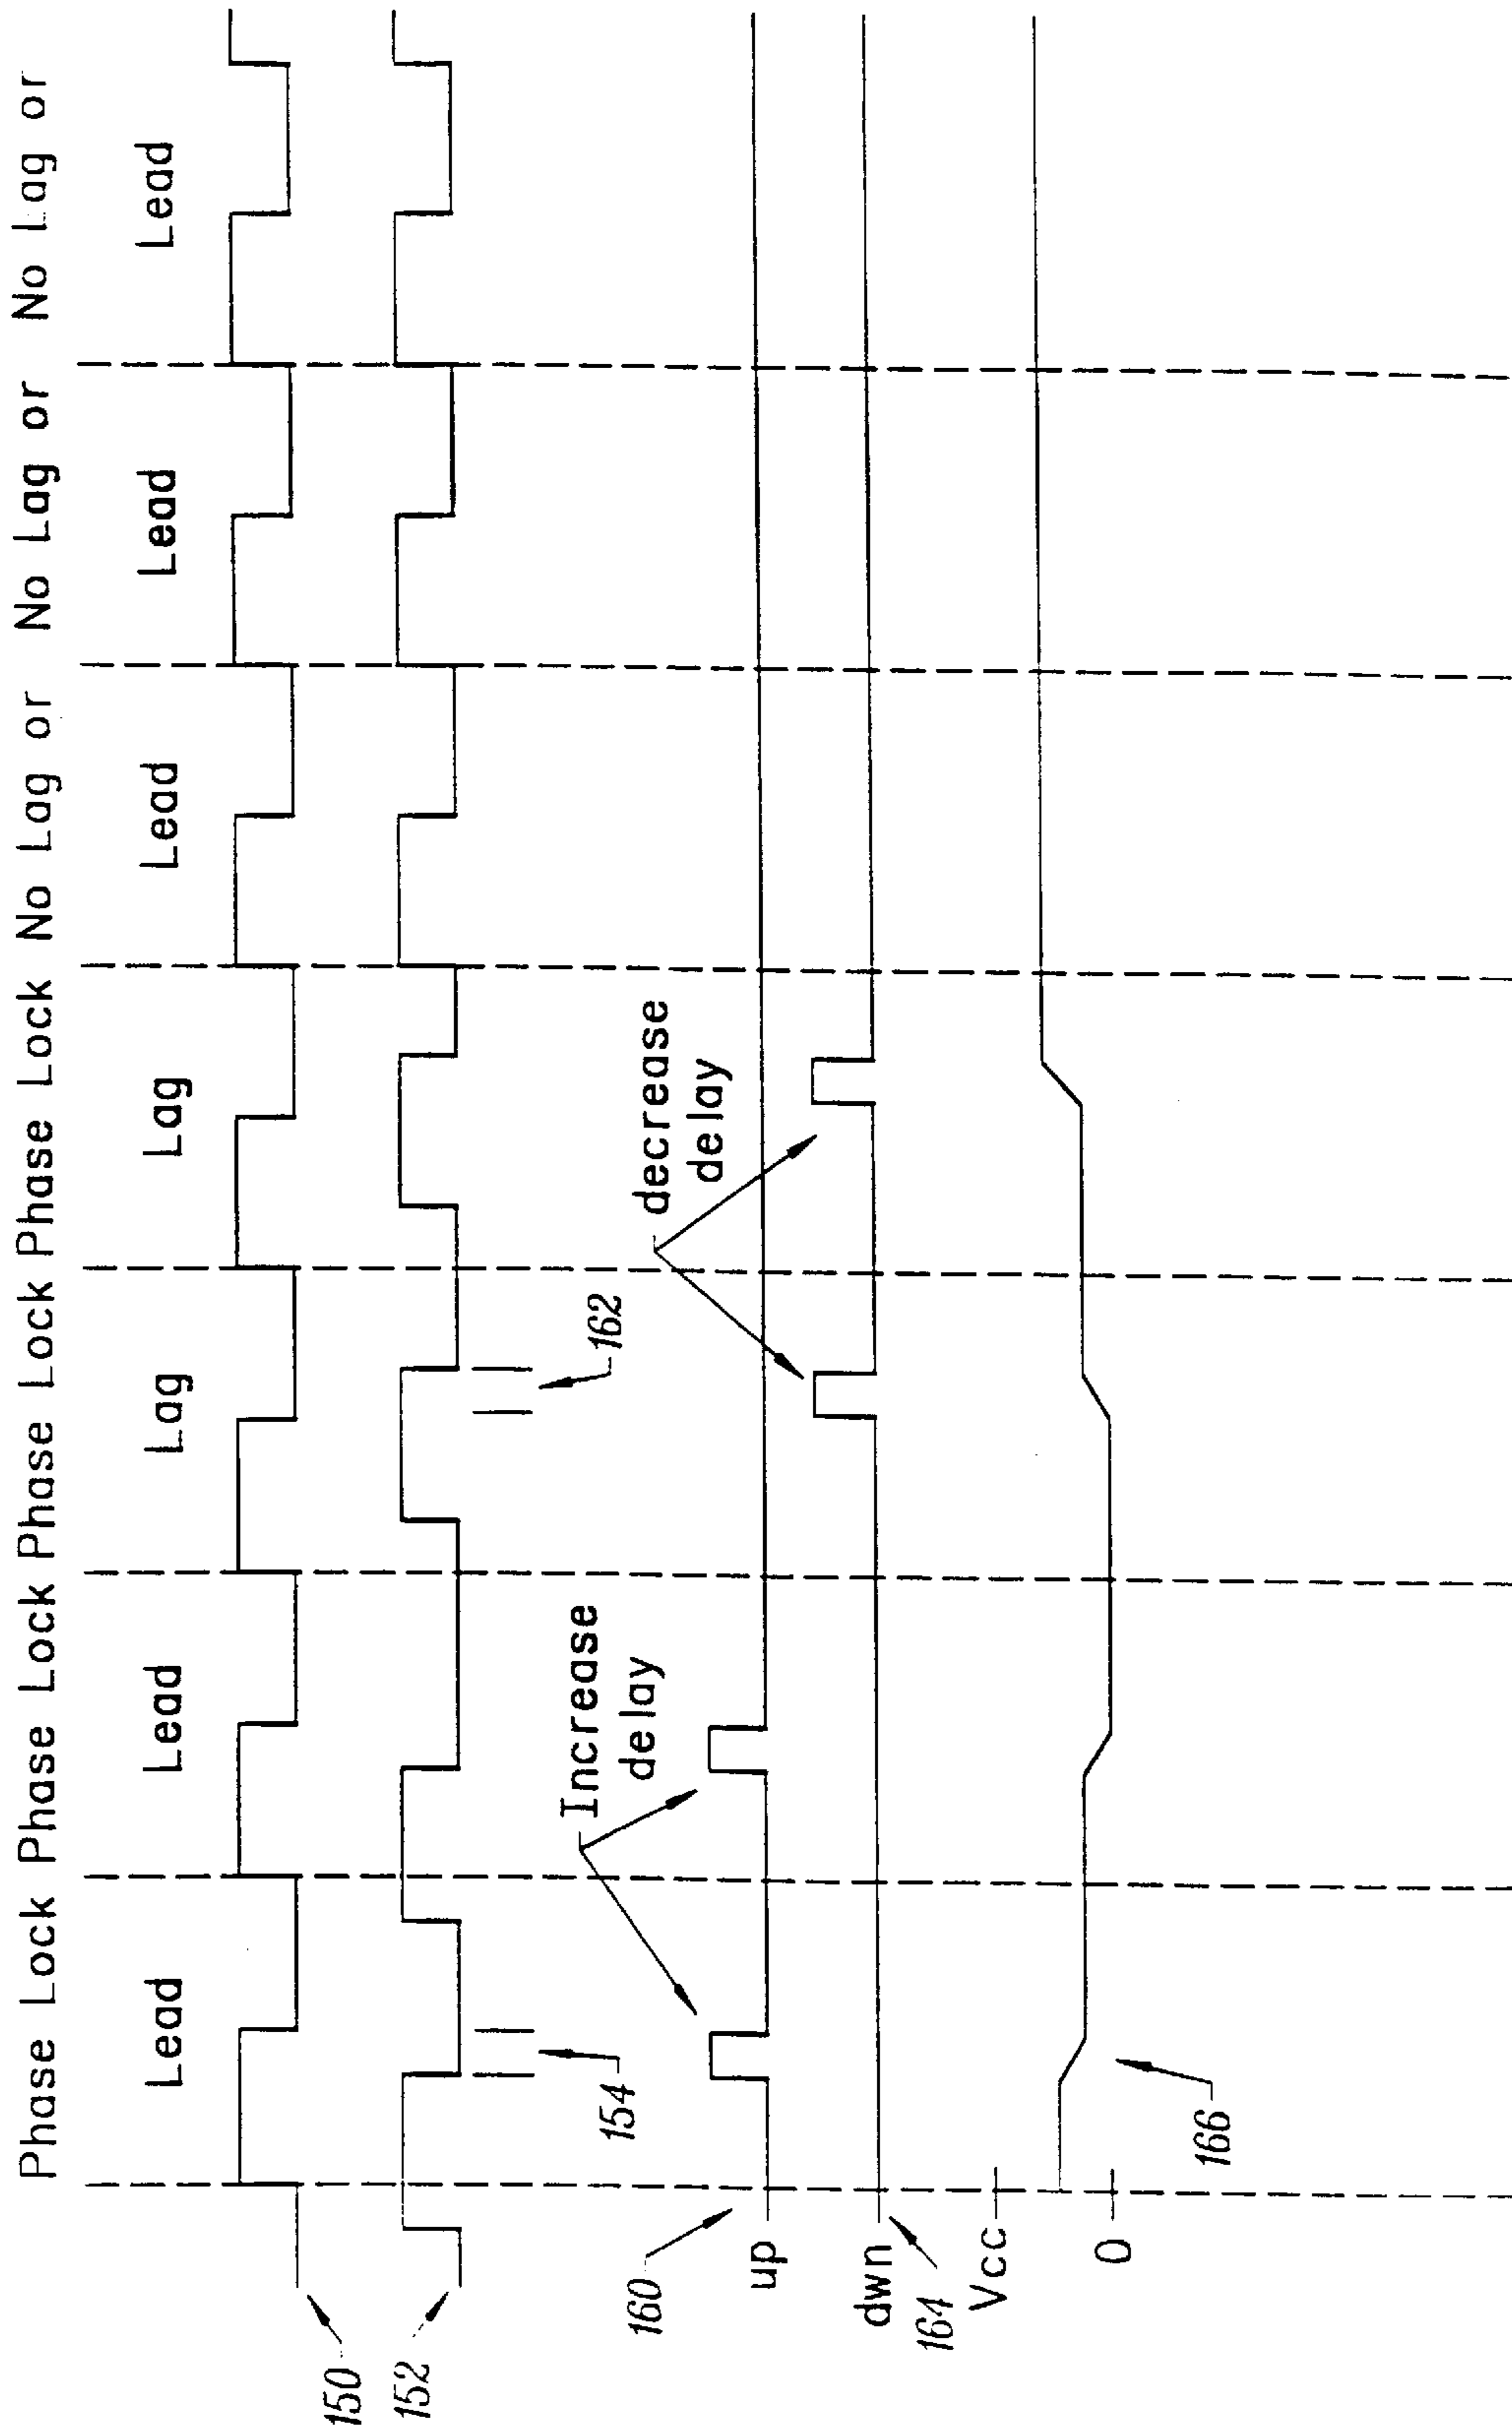 Phase Lock Phase Lock Phase Lock Phase Lock No Lag or No Lag or No Lag or
Lead Lead Lag Lag Lead Lead Lead
150
152
154
162
Increase
delay
decrease
delay
160
up
dwn
164
Vcc
0
166